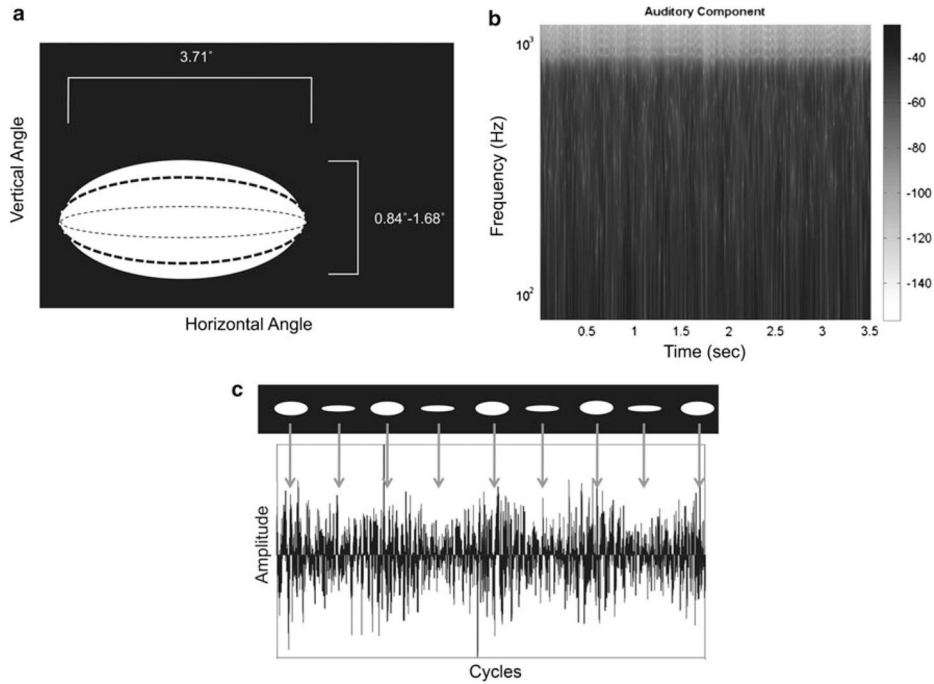 a
3.71°
Vertical Angle
0.84°-1.68°
Horizontal Angle
b
Auditory Component
10³
Frequency (Hz)
10²
0.5 1 1.5 2 2.5 3 3.5
Time (sec)
-40
-60
-80
-100
-120
-140
c
Amplitude
Cycles